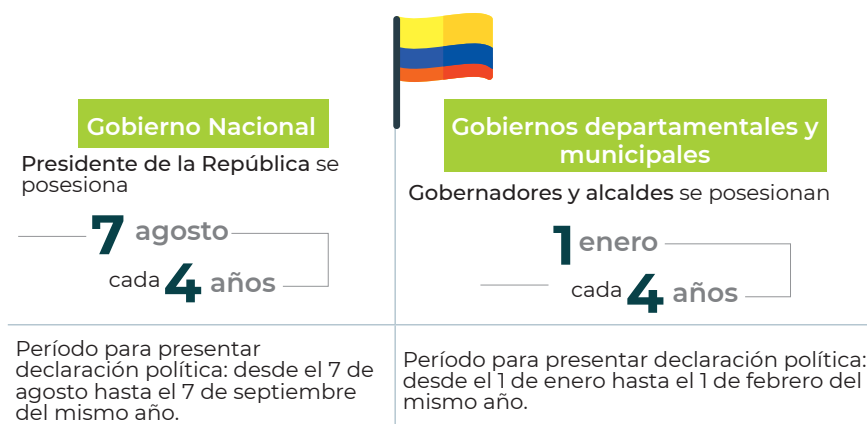 Gobierno Nacional
Presidente de la República se
posesiona
7 agosto
cada 4 años
Período para presentar
declaración política: desde el 7 de
agosto hasta el 7 de septiembre
del mismo año.
Gobiernos departamentales y
municipales
Gobernadores y alcaldes se posesionan
1 enero
cada 4 años
Período para presentar declaración política:
desde el 1 de enero hasta el 1 de febrero del
mismo año.